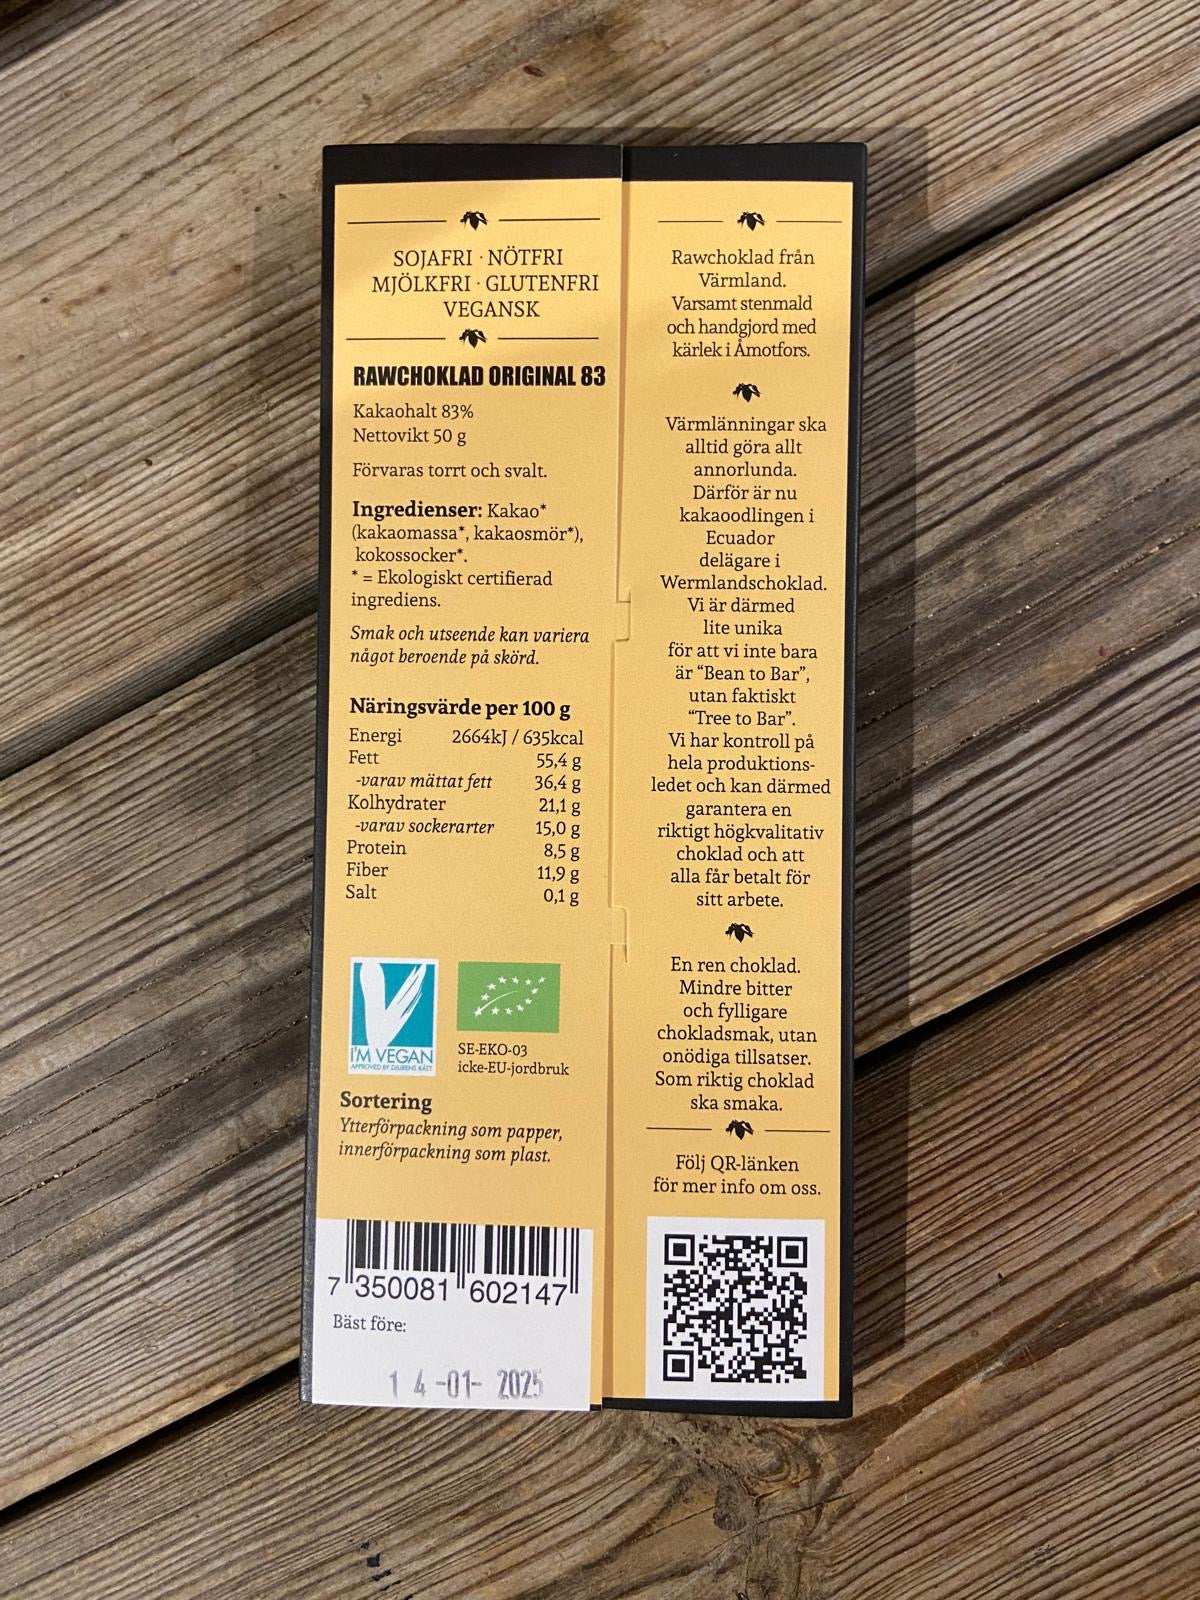 SOJAFRI · NÖTFRI
MJÖLKFRI · GLUTENFRI
VEGANSK
RAWCHOKLAD ORIGINAL 83
Kakaohalt 83%
Nettovikt 50 g
Förvaras torrt och svalt.
Ingredienser: Kakao*
(kakaomassa*, kakaosmör*),
kokossocker*.
* = Ekologiskt certifierad
ingrediens.
Smak och utseende kan variera
något beroende på skörd.
Näringsvärde per 100 g
Energi 2664kJ / 635kcal
Fett 55,4 g
-varav mättat fett 36,4 g
Kolhydrater 21,1 g
-varav sockerarter 15,0 g
Protein 8,5 g
Fiber 11,9 g
Salt 0,1 g
I'M VEGAN
APPROVED BY DJURENS RÄTT
SE-EKO-03
icke-EU-jordbruk
Sortering
Ytterförpackning som papper,
innerförpackning som plast.
7 350081 602147
Bäst före:
14-01-2025
Rawchoklad från
Värmland.
Varsamt stenmald
och handgjord med
kärlek i Åmotfors.
Värmlänningar ska
alltid göra allt
annorlunda.
Därför är nu
kakaoodlingen i
Ecuador
delägare i
Wermlandschoklad.
Vi är därmed
lite unika
för att vi inte bara
är “Bean to Bar”,
utan faktiskt
“Tree to Bar”.
Vi har kontroll på
hela produktions-
ledet och kan därmed
garantera en
riktigt högkvalitativ
choklad och att
alla får betalt för
sitt arbete.
En ren choklad.
Mindre bitter
och fylligare
chokladsmak, utan
onödiga tillsatser.
Som riktig choklad
ska smaka.
Följ QR-länken
för mer info om oss.